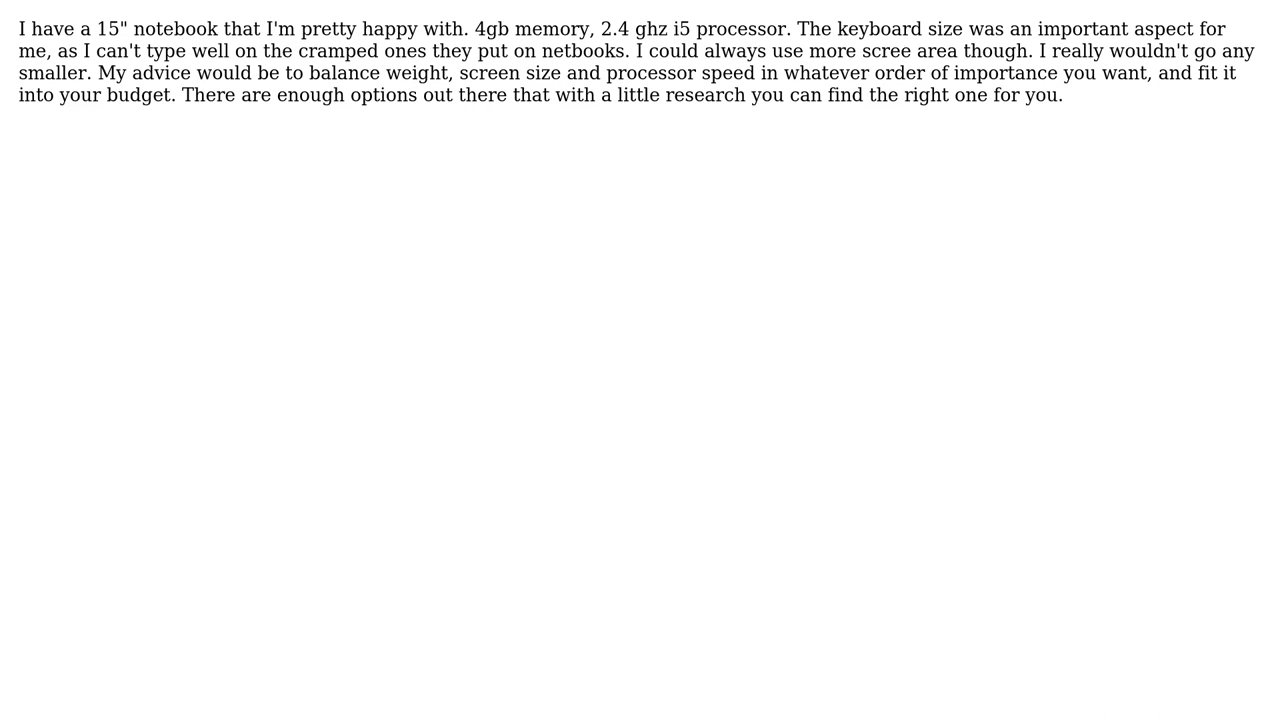 I have a 15" notebook that I'm pretty happy with. 4gb memory, 2.4 ghz i5 processor. The keyboard size was an important aspect for
me, as I can't type well on the cramped ones they put on netbooks. I could always use more scree area though. I really wouldn't go any
smaller. My advice would be to balance weight, screen size and processor speed in whatever order of importance you want, and fit it
into your budget. There are enough options out there that with a little research you can find the right one for you.